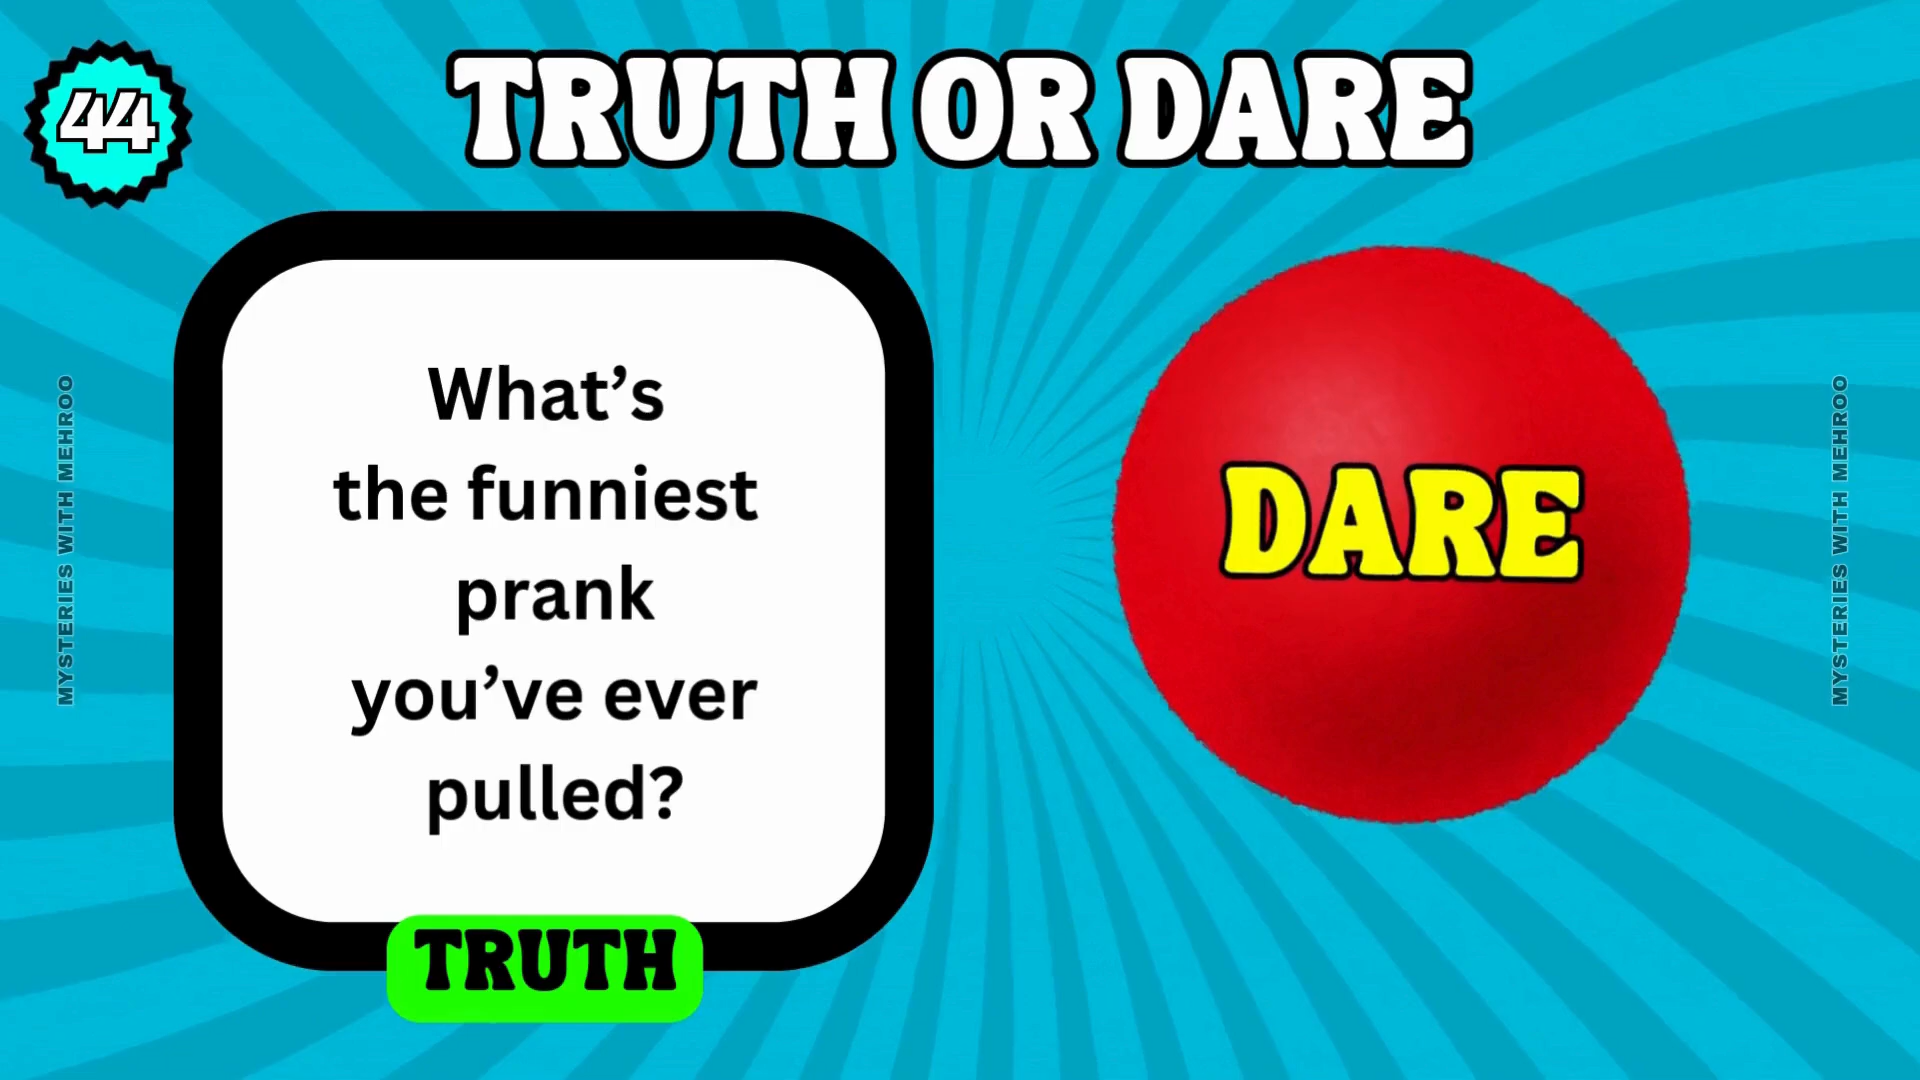 44
TRUTH OR DARE
What’s
the funniest
prank
you’ve ever
pulled?
TRUTH
DARE
MYSTERIES WITH MEHROO
MYSTERIES WITH MEHROO